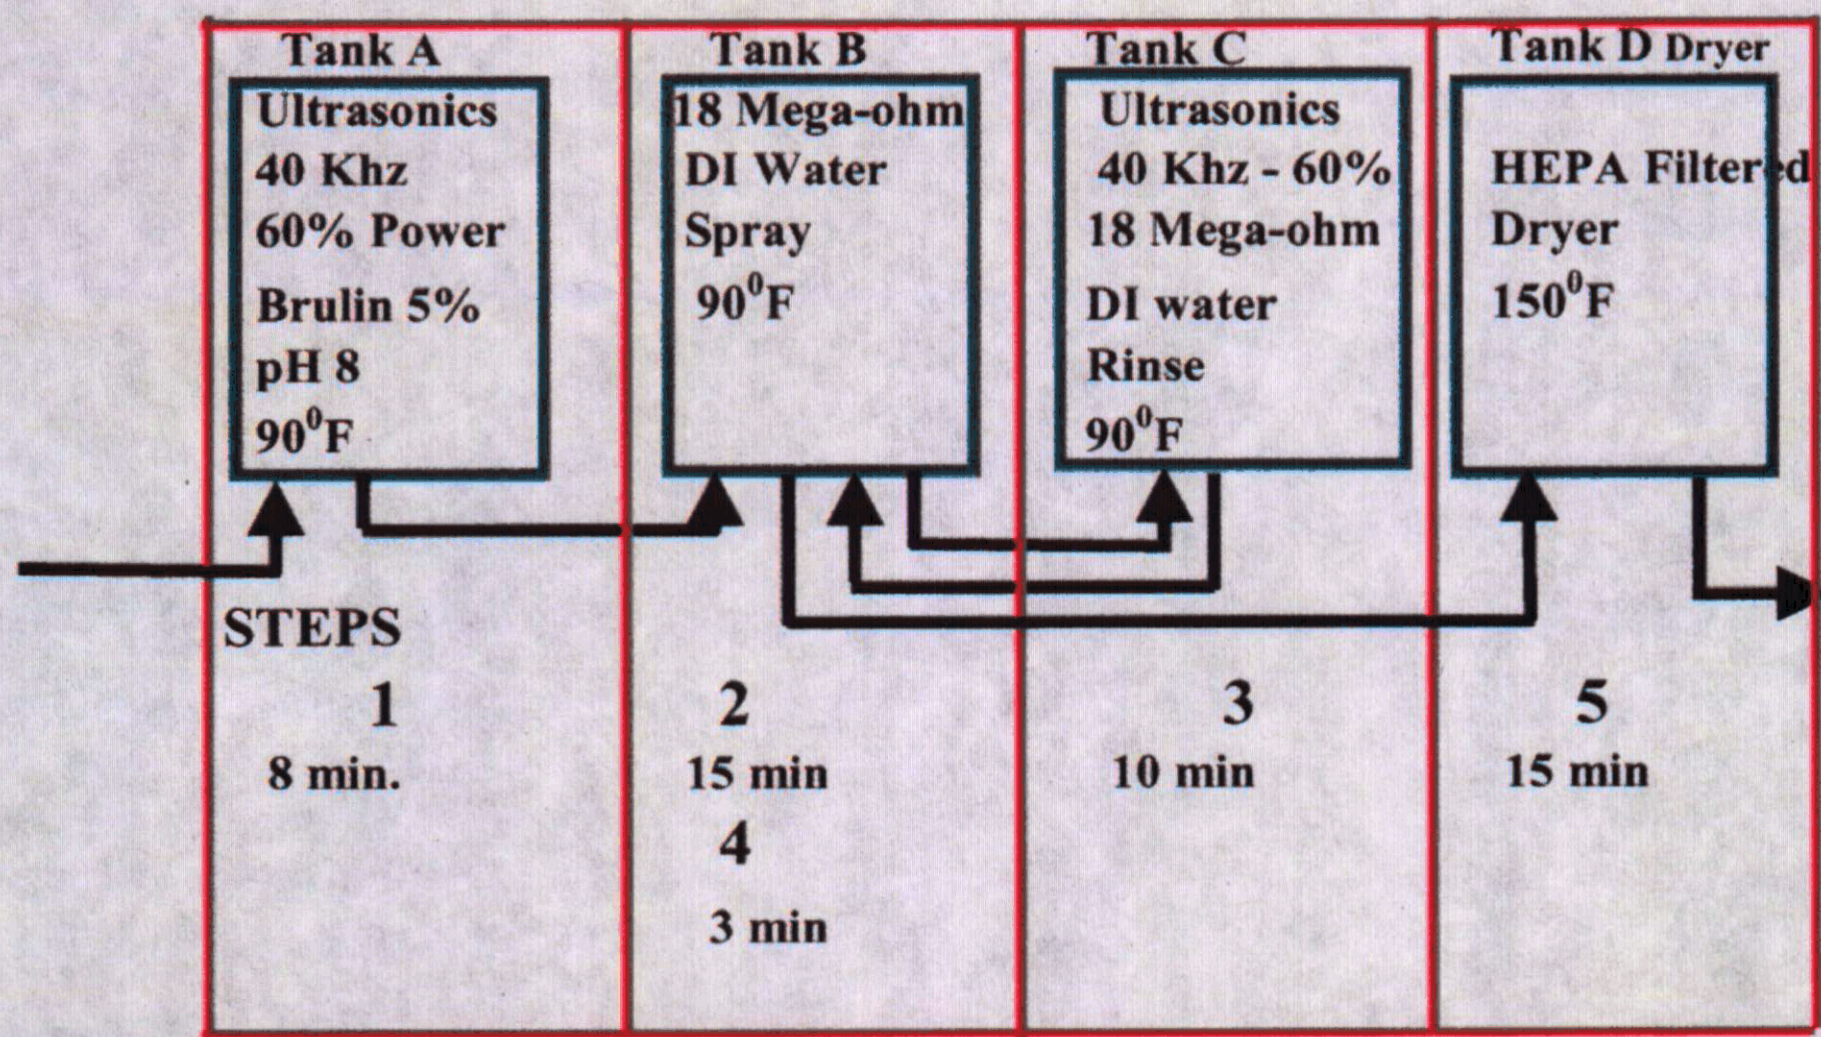 Tank A
Ultrasonics
40 Khz
60% Power
Brulin 5%
pH 8
90⁰F
Tank B
18 Mega-ohm
DI Water
Spray
90⁰F
Tank C
Ultrasonics
40 Khz - 60%
18 Mega-ohm
DI water
Rinse
90⁰F
Tank D Dryer
HEPA Filtered
Dryer
150⁰F
STEPS
1
8 min.
2
15 min
4
3 min
3
10 min
5
15 min